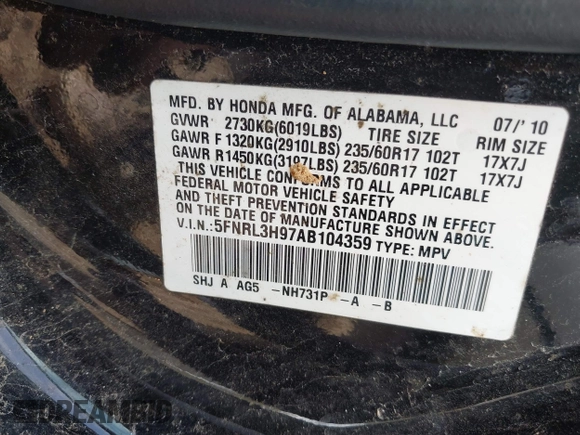 MFD. BY HONDA MFG. OF ALABAMA, LLC 07/'10
GVWR 2730KG(6019LBS) TIRE SIZE RIM SIZE
GAWR F 1320KG(2910LBS) 235/60R17 102T 17X7J
GAWR R1450KG(3197LBS) 235/60R17 102T 17X7J
THIS VEHICLE CONFORMS TO ALL APPLICABLE
FEDERAL MOTOR VEHICLE SAFETY
AND THEFT PREVENTION STANDARDS IN EFFECT
ON THE DATE OF MANUFACTURE SHOWN ABOVE.
V.I.N.:5FNRL3H97AB104359 TYPE: MPV
SHJ A AG5 -NH731P -A -B
DREAMBID